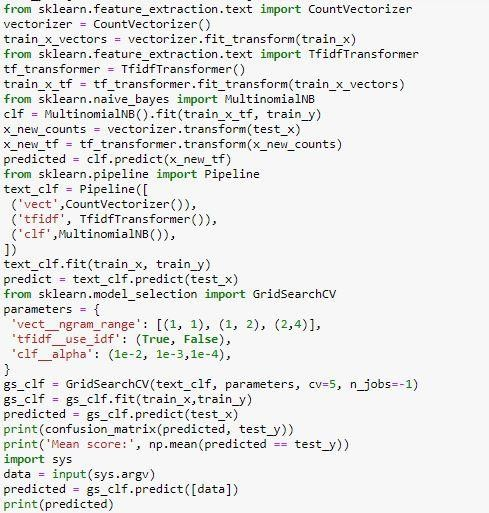 from sklearn.feature_extraction.text import CountVectorizer
vectorizer = CountVectorizer()
train_x_vectors = vectorizer.fit_transform(train_x)
from sklearn.feature_extraction.text import TfidfTransformer
tf_transformer = TfidfTransformer()
train_x_tf = tf_transformer.fit_transform(train_x_vectors)
from sklearn.naive_bayes import MultinomialNB
clf = MultinomialNB().fit(train_x_tf, train_y)
x_new_counts = vectorizer.transform(test_x)
x_new_tf = tf_transformer.transform(x_new_counts)
predicted = clf.predict(x_new_tf)
from sklearn.pipeline import Pipeline
text_clf = Pipeline([
 ('vect',CountVectorizer()),
 ('tfidf', TfidfTransformer()),
 ('clf',MultinomialNB()),
])
text_clf.fit(train_x, train_y)
predict = text_clf.predict(test_x)
from sklearn.model_selection import GridSearchCV
parameters = {
 'vect__ngram_range': [(1, 1), (1, 2), (2,4)],
 'tfidf__use_idf': (True, False),
 'clf__alpha': (1e-2, 1e-3,1e-4),
}
gs_clf = GridSearchCV(text_clf, parameters, cv=5, n_jobs=-1)
gs_clf = gs_clf.fit(train_x,train_y)
predicted = gs_clf.predict(test_x)
print(confusion_matrix(predicted, test_y))
print('Mean score:', np.mean(predicted == test_y))
import sys
data = input(sys.argv)
predicted = gs_clf.predict([data])
print(predicted)